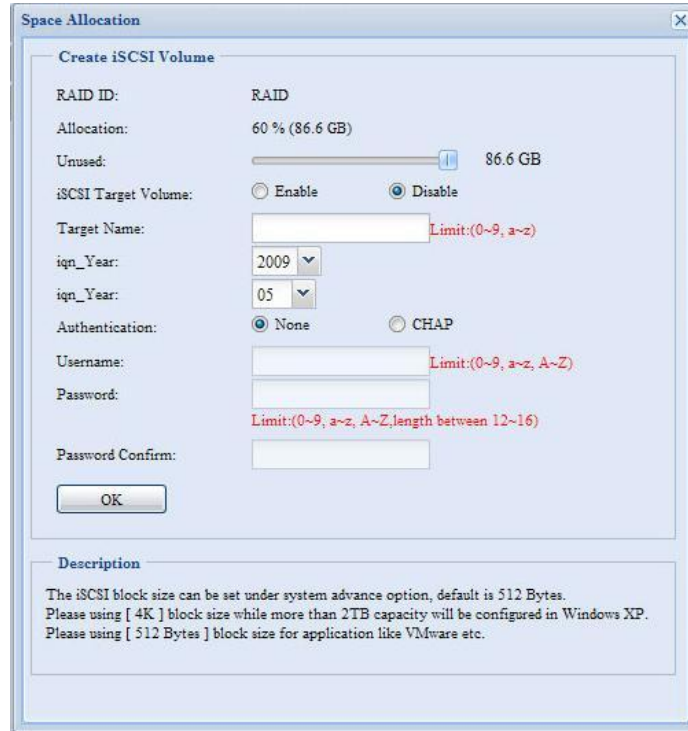 Space Allocation
Create iSCSI Volume
RAID ID: RAID
Allocation: 60 % (86.6 GB)
Unused: 86.6 GB
iSCSI Target Volume: Enable Disable
Target Name: Limit:(0~9, a~z)
iqn_Year: 2009
iqn_Year: 05
Authentication: None CHAP
Username: Limit:(0~9, a~z, A~Z)
Password:
Limit:(0~9, a~z, A~Z,length between 12~16)
Password Confirm:
OK
Description
The iSCSI block size can be set under system advance option, default is 512 Bytes.
Please using [ 4K ] block size while more than 2TB capacity will be configured in Windows XP.
Please using [ 512 Bytes ] block size for application like VMware etc.